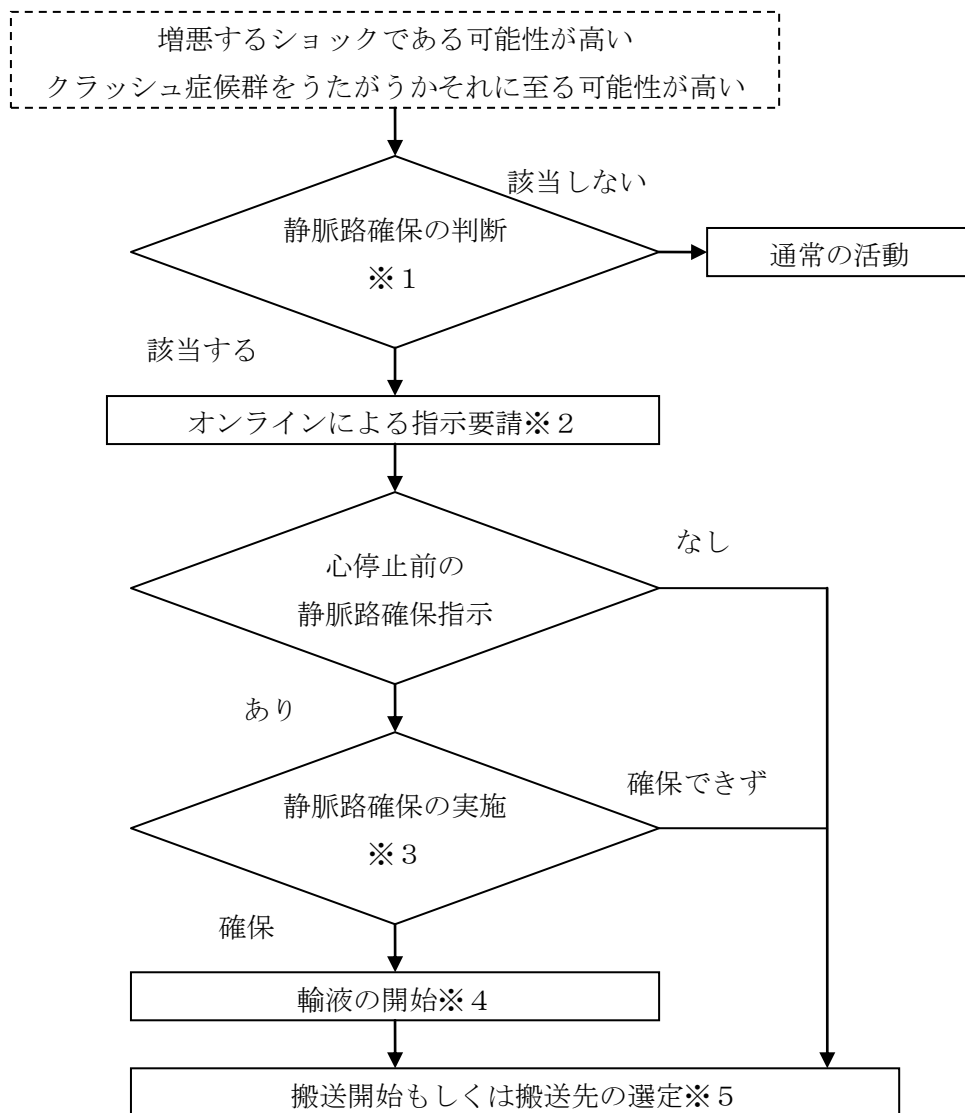 増悪するショックである可能性が高い
クラッシュ症候群をうたがうかそれに至る可能性が高い
該当しない
静脈路確保の判断
※１
通常の活動
該当する
オンラインによる指示要請※２
なし
心停止前の
静脈路確保指示
あり
確保できず
静脈路確保の実施
※３
確保
輸液の開始※４
搬送開始もしくは搬送先の選定※５